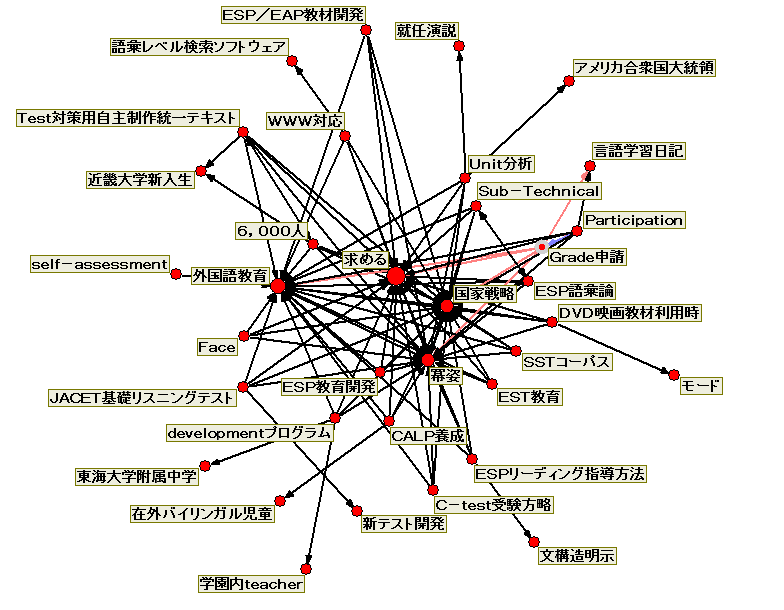 ESP／EAP教材開発
就任演説
語彙レベル検索ソフトウェア
アメリカ合衆国大統領
Test対策用自主制作統一テキスト
WWW対応
言語学習日記
Unit分析
近畿大学新入生
Sub－Technical
Participation
6，000人
求める
Grade申請
self－assessment
外国語教育
国家戦略
ESP語彙論
DVD映画教材利用時
Face
SSTコーパス
幂姿
モード
ESP教育開発
JACET基礎リスニングテスト
EST教育
developmentプログラム
CALP養成
東海大学附属中学
ESPリーディング指導方法
C－test受験方略
在外バイリンガル児童
新テスト開発
文構造明示
学園内teacher